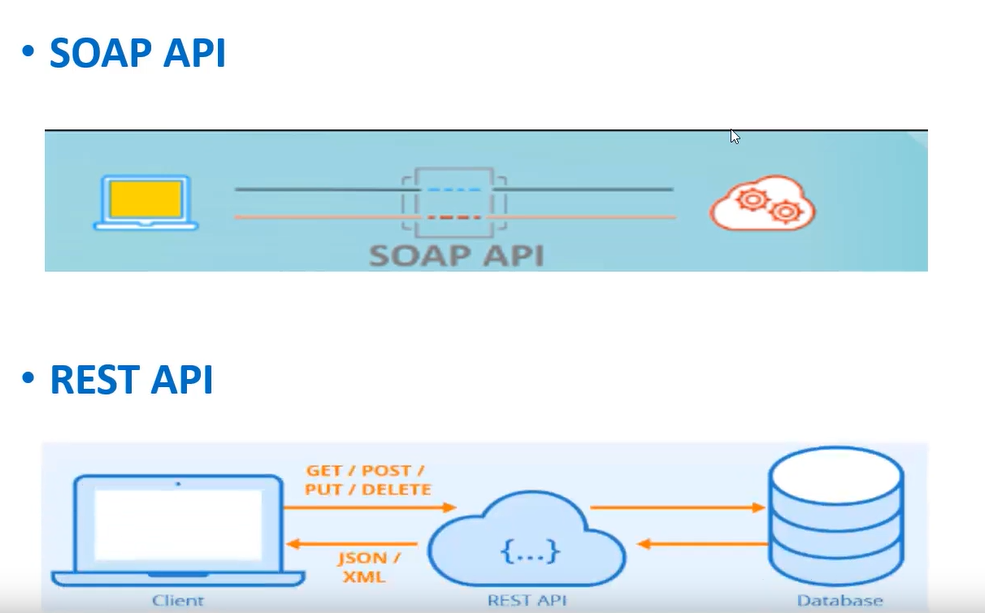 • SOAP API
SOAP API
• REST API
GET / POST /
PUT / DELETE
{...}
JSON /
XML
Client
REST API
Database